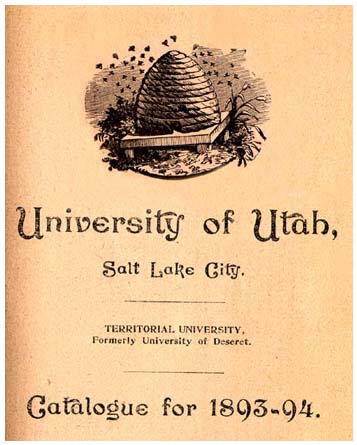 University of Utah,
Salt Lake City.
TERRITORIAL UNIVERSITY,
Formerly University of Deseret.
Catalogue for 1893-94.